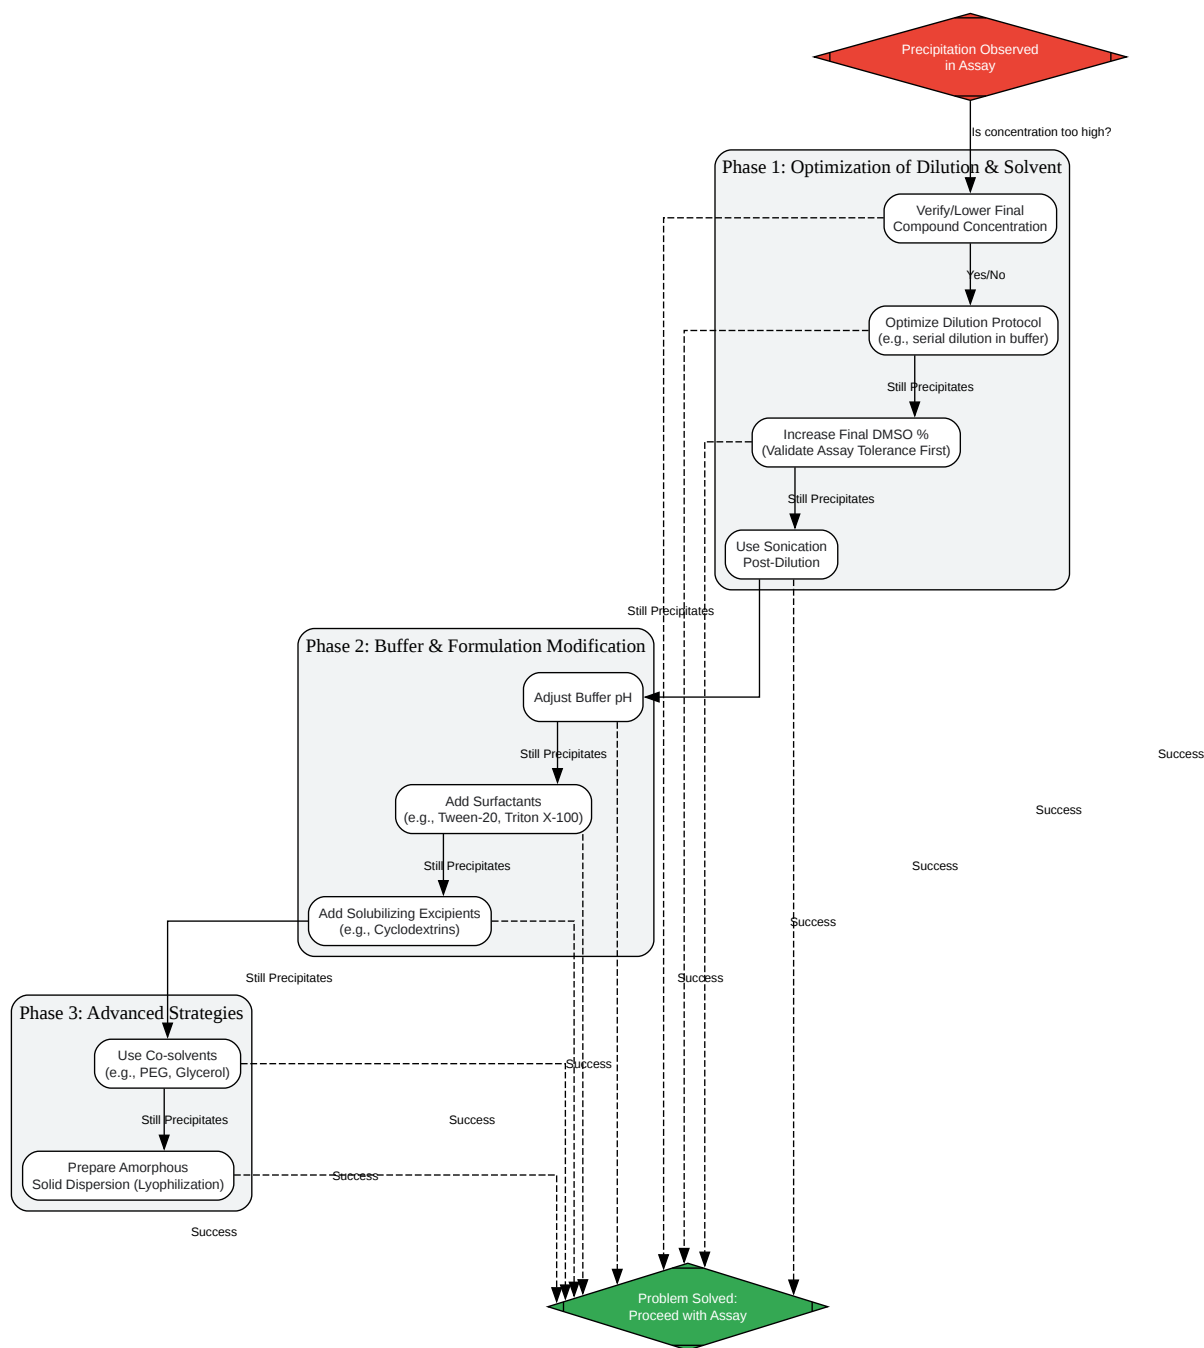 Precipitation Observed
in Assay
Is concentration too high?
Phase 1: Optimization of Dilution & Solvent
Verify/Lower Final
Compound Concentration
Yes/No
Optimize Dilution Protocol
(e.g., serial dilution in buffer)
Still Precipitates
Increase Final DMSO %
(Validate Assay Tolerance First)
Still Precipitates
Use Sonication
Post-Dilution
Still Precipitates
Phase 2: Buffer & Formulation Modification
Adjust Buffer pH
Still Precipitates
Success
Add Surfactants
(e.g., Tween-20, Triton X-100)
Success
Still Precipitates
Success
Add Solubilizing Excipients
(e.g., Cyclodextrins)
Success
Still Precipitates
Success
Phase 3: Advanced Strategies
Use Co-solvents
(e.g., PEG, Glycerol)
Success
Still Precipitates
Success
Prepare Amorphous
Solid Dispersion (Lyophilization)
Success
Success
Problem Solved:
Proceed with Assay